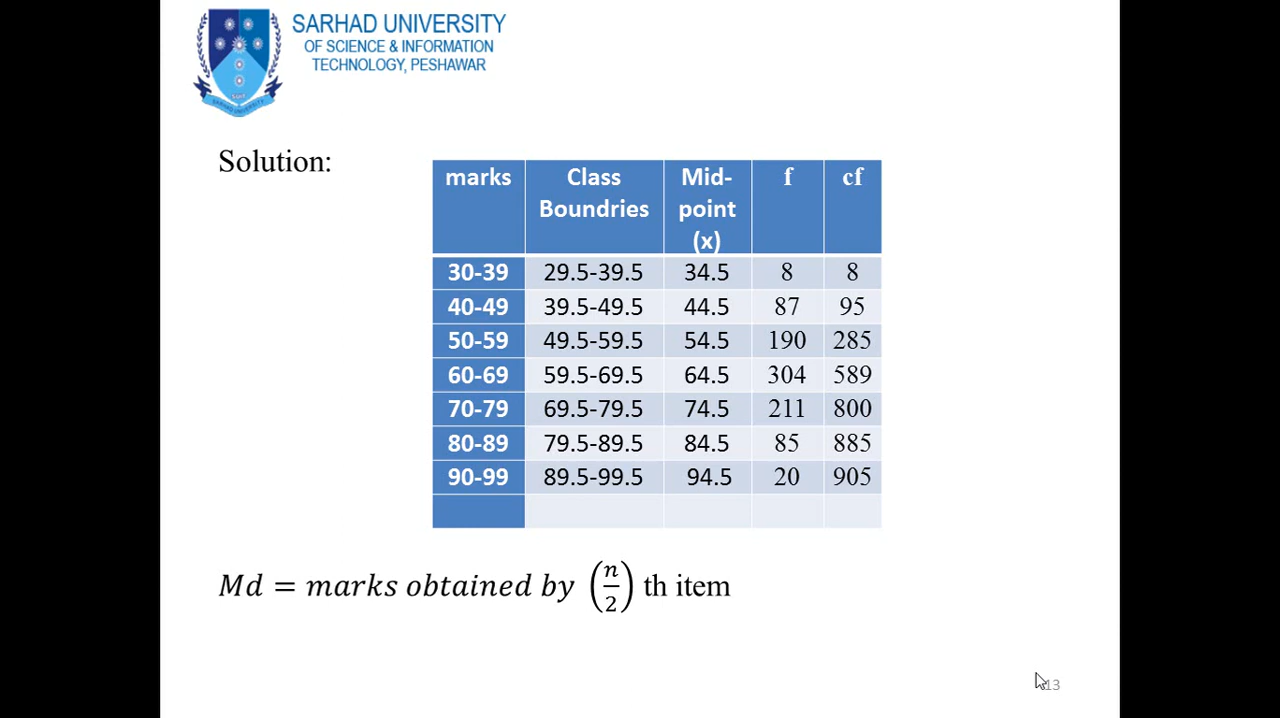 SARHAD UNIVERSITY
OF SCIENCE & INFORMATION
TECHNOLOGY, PESHAWAR
Solution:
marks Class Boundries Mid-point (x) f cf
30-39 29.5-39.5 34.5 8 8
40-49 39.5-49.5 44.5 87 95
50-59 49.5-59.5 54.5 190 285
60-69 59.5-69.5 64.5 304 589
70-79 69.5-79.5 74.5 211 800
80-89 79.5-89.5 84.5 85 885
90-99 89.5-99.5 94.5 20 905
Md = marks obtained by (n/2) th item
13